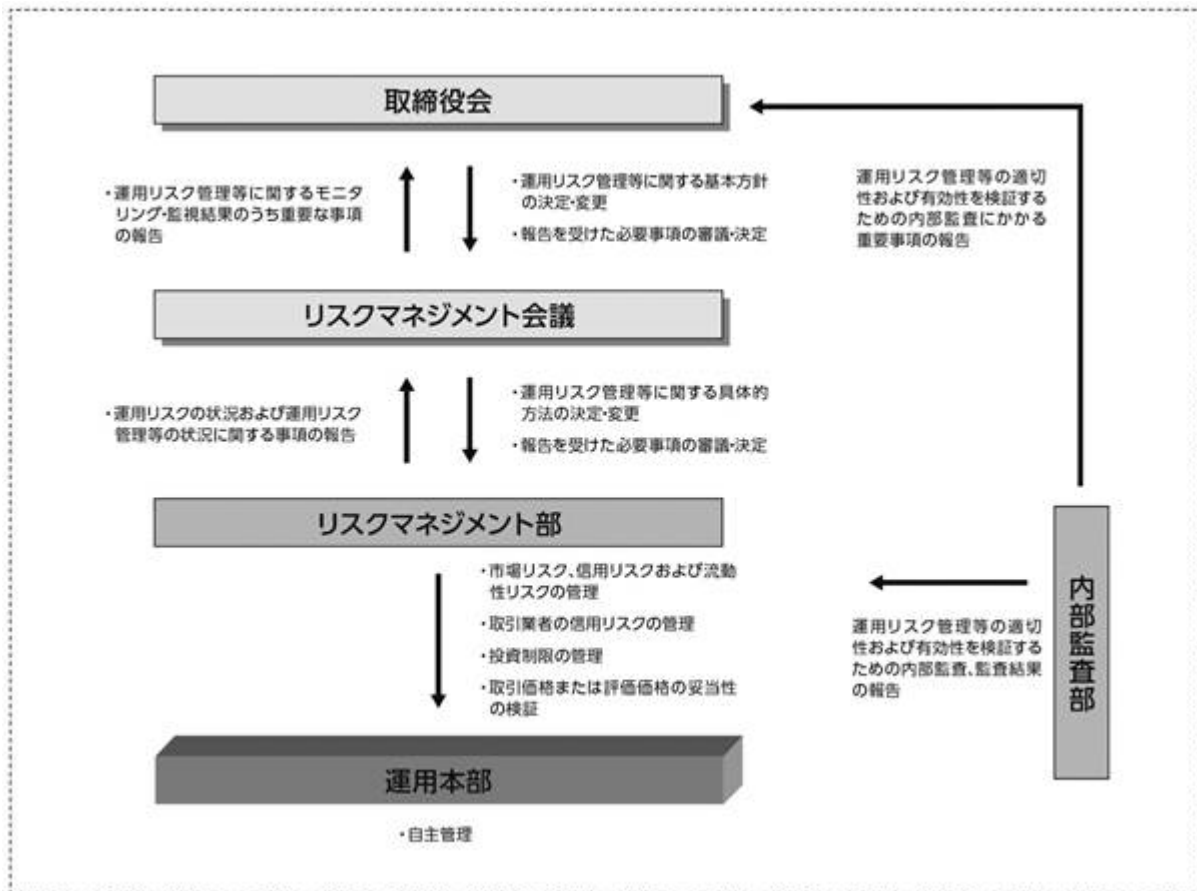 取締役会
・運用リスク管理等に関するモニタ
リング・監視結果のうち重要な事項
の報告
・運用リスク管理等に関する基本方針
の決定・変更
・報告を受けた必要事項の審議・決定
運用リスク管理等の適切
性および有効性を検証する
ための内部監査にかかる
重要事項の報告
リスクマネジメント会議
・運用リスクの状況および運用リスク
管理等の状況に関する事項の報告
・運用リスク管理等に関する具体的
方法の決定・変更
・報告を受けた必要事項の審議・決定
リスクマネジメント部
・市場リスク、信用リスクおよび流動
性リスクの管理
・取引業者の信用リスクの管理
・投資制限の管理
・取引価格または評価価格の妥当性
の検証
運用リスク管理等の適切
性および有効性を検証する
ための内部監査、監査結果
の報告
内部監査部
運用本部
・自主管理